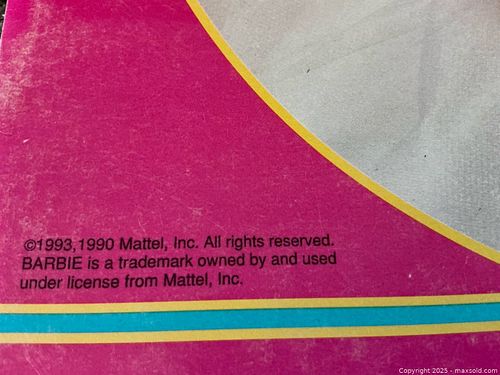 ©1993,1990 Mattel, Inc. All rights reserved.
BARBIE is a trademark owned by and used
under license from Mattel, Inc.
Copyright 2025 - maxsold.com